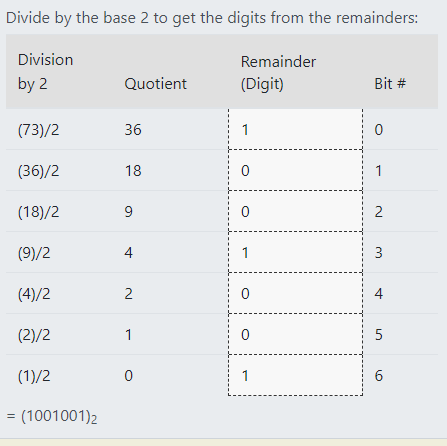 Divide by the base 2 to get the digits from the remainders:
Division by 2 Quotient Remainder (Digit) Bit #
(73)/2 36 1 0
(36)/2 18 0 1
(18)/2 9 0 2
(9)/2 4 1 3
(4)/2 2 0 4
(2)/2 1 0 5
(1)/2 0 1 6
= (1001001)₂